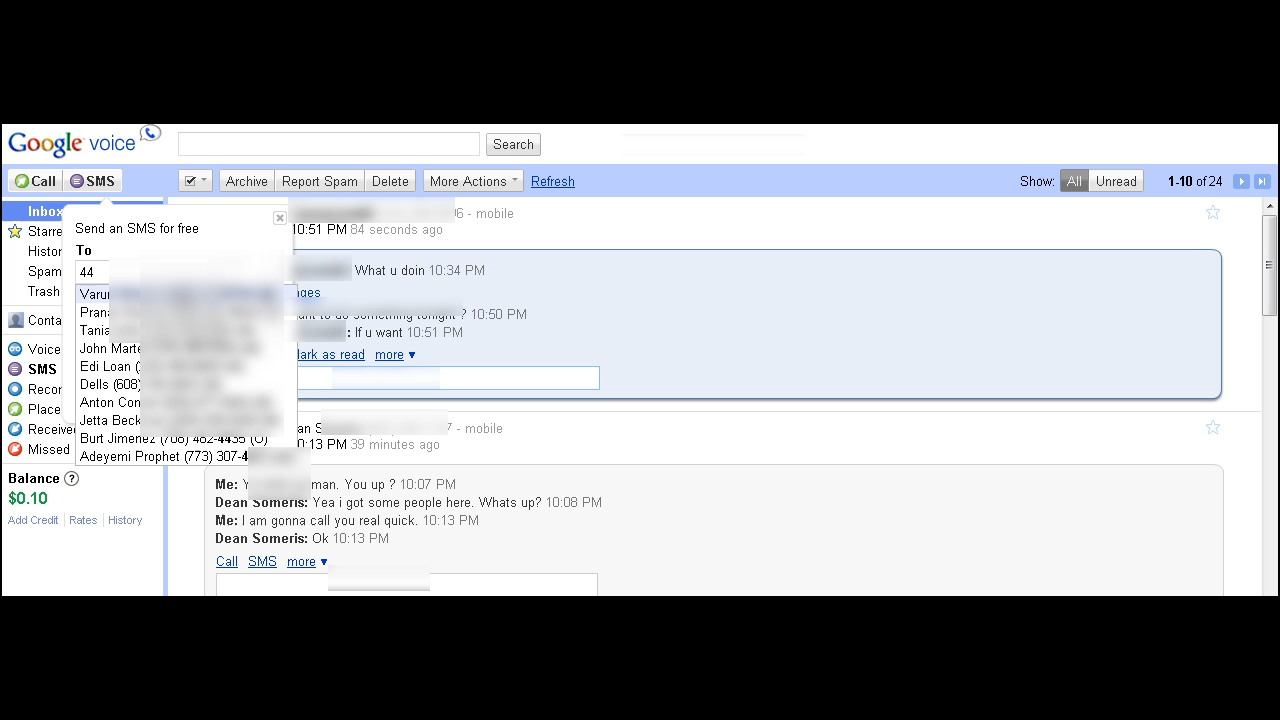 Google voice
Search
Call SMS
Archive Report Spam Delete More Actions Refresh
Show: All Unread 1-10 of 24
Inbox
Starre
Histor
Spam
Trash
Conta
Voice
SMS
Recor
Place
Receive
Missed
Balance ?
$0.10
Add Credit Rates History
Send an SMS for free
To
44
Varun
Prana
Tania
John Marte
Edi Loan (
Dells (608)
Anton Con
Jetta Beck
Burt Jimenez (708) 482-4435 (O)
Adeyemi Prophet (773) 307-4
6 - mobile
10:51 PM 84 seconds ago
What u doin 10:34 PM
ages
ant to do something tonight ? 10:50 PM
: If u want 10:51 PM
Mark as read more
an S
7 - mobile
10:13 PM 39 minutes ago
Me: man. You up ? 10:07 PM
Dean Someris: Yea i got some people here. Whats up? 10:08 PM
Me: I am gonna call you real quick. 10:13 PM
Dean Someris: Ok 10:13 PM
Call SMS more